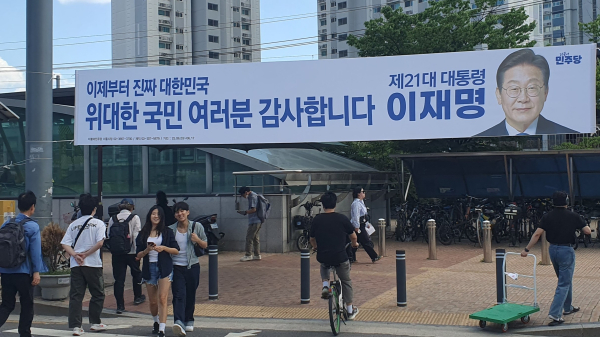 이제부터 진짜 대한민국
위대한 국민 여러분 감사합니다
제21대 대통령
이재명
민주당